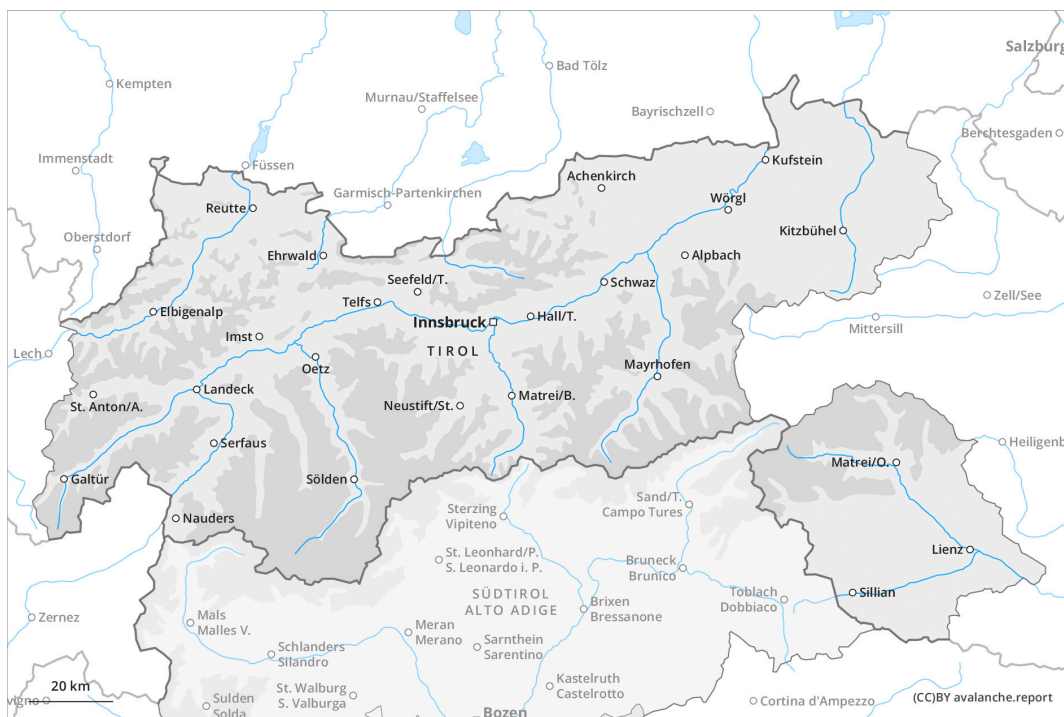 Salzburg
Kempten
Bad Tölz
Murnau/Staffelsee
Bayrischzell
Berchtesgaden
Immenstadt
Füssen
Kufstein
Achenkirch
Garmisch-Partenkirchen
Wörgl
Reutte
Kitzbühel
Oberstdorf
Ehrwald
Alpbach
Seefeld/T.
Schwaz
Zell/See
Telfs
Elbigenalp
Innsbruck
Hall/T.
Mittersill
Imst
TIROL
Lech
Oetz
Mayrhofen
Landeck
St. Anton/A.
Neustift/St.
Matrei/B.
Serfaus
Heiligenb
Matrei/O.
Galtür
Sölden
Sand/T.
Campo Tures
Nauders
Sterzing
Vipiteno
Lienz
St. Leonhard/P.
S. Leonardo i. P.
Bruneck
Brunico
SÜDTIROL
ALTO ADIGE
Sillian
Toblach
Dobbiaco
Brixen
Bressanone
Zernez
Mals
Malles V.
Meran
Merano
Sarnthein
Sarentino
Schlanders
Silandro
20 km
Kastelruth
Castelrotto
St. Walburg
S. Valburga
vigno
Sulden
Solda
Cortina d'Ampezzo
(CC)BY avalanche.report
Bozen